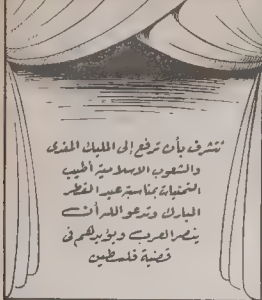 نتشرف بأن نرفع إلى المليك المفدى
والشعوب الاسلامية أطيب
التمنيات بمناسبة عيد الفطر
المبارك وندعو الله أن
ينصر العرب ويؤيدهم فى
قضية فلسطين